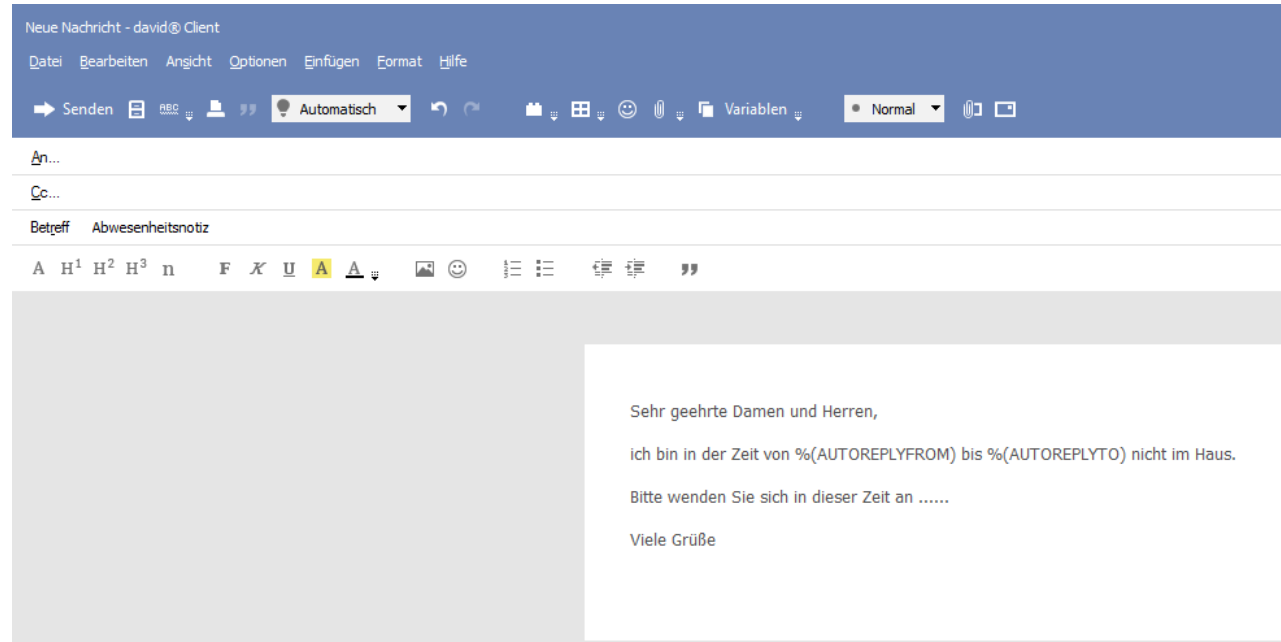 Neue Nachricht - david® Client
Datei Bearbeiten Ansicht Optionen Einfügen Format Hilfe
Senden ABC Automatisch Variablen Normal
An...
Cc...
Betreff Abwesenheitsnotiz
A H¹ H² H³ n F K U A A
Sehr geehrte Damen und Herren,
ich bin in der Zeit von %(AUTOREPLYFROM) bis %(AUTOREPLYTO) nicht im Haus.
Bitte wenden Sie sich in dieser Zeit an ......
Viele Grüße